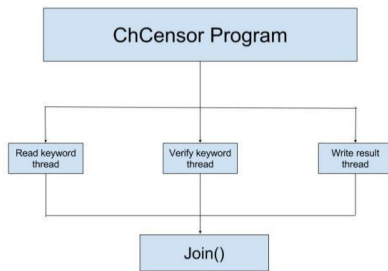 ChCensor Program
Read keyword
thread
Verify keyword
thread
Write result
thread
Join()